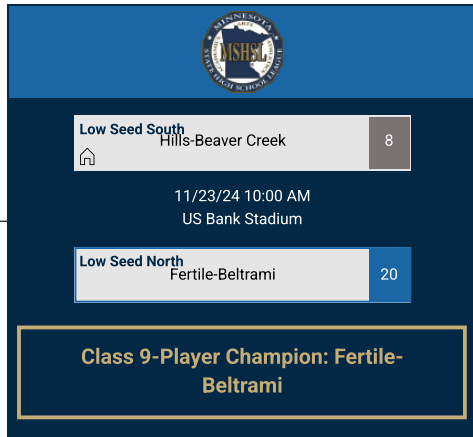 MINNESOTA
MSHSL
STATE HIGH SCHOOL LEAGUE
Low Seed South
Hills-Beaver Creek
8
11/23/24 10:00 AM
US Bank Stadium
Low Seed North
Fertile-Beltrami
20
Class 9-Player Champion: Fertile-
Beltrami